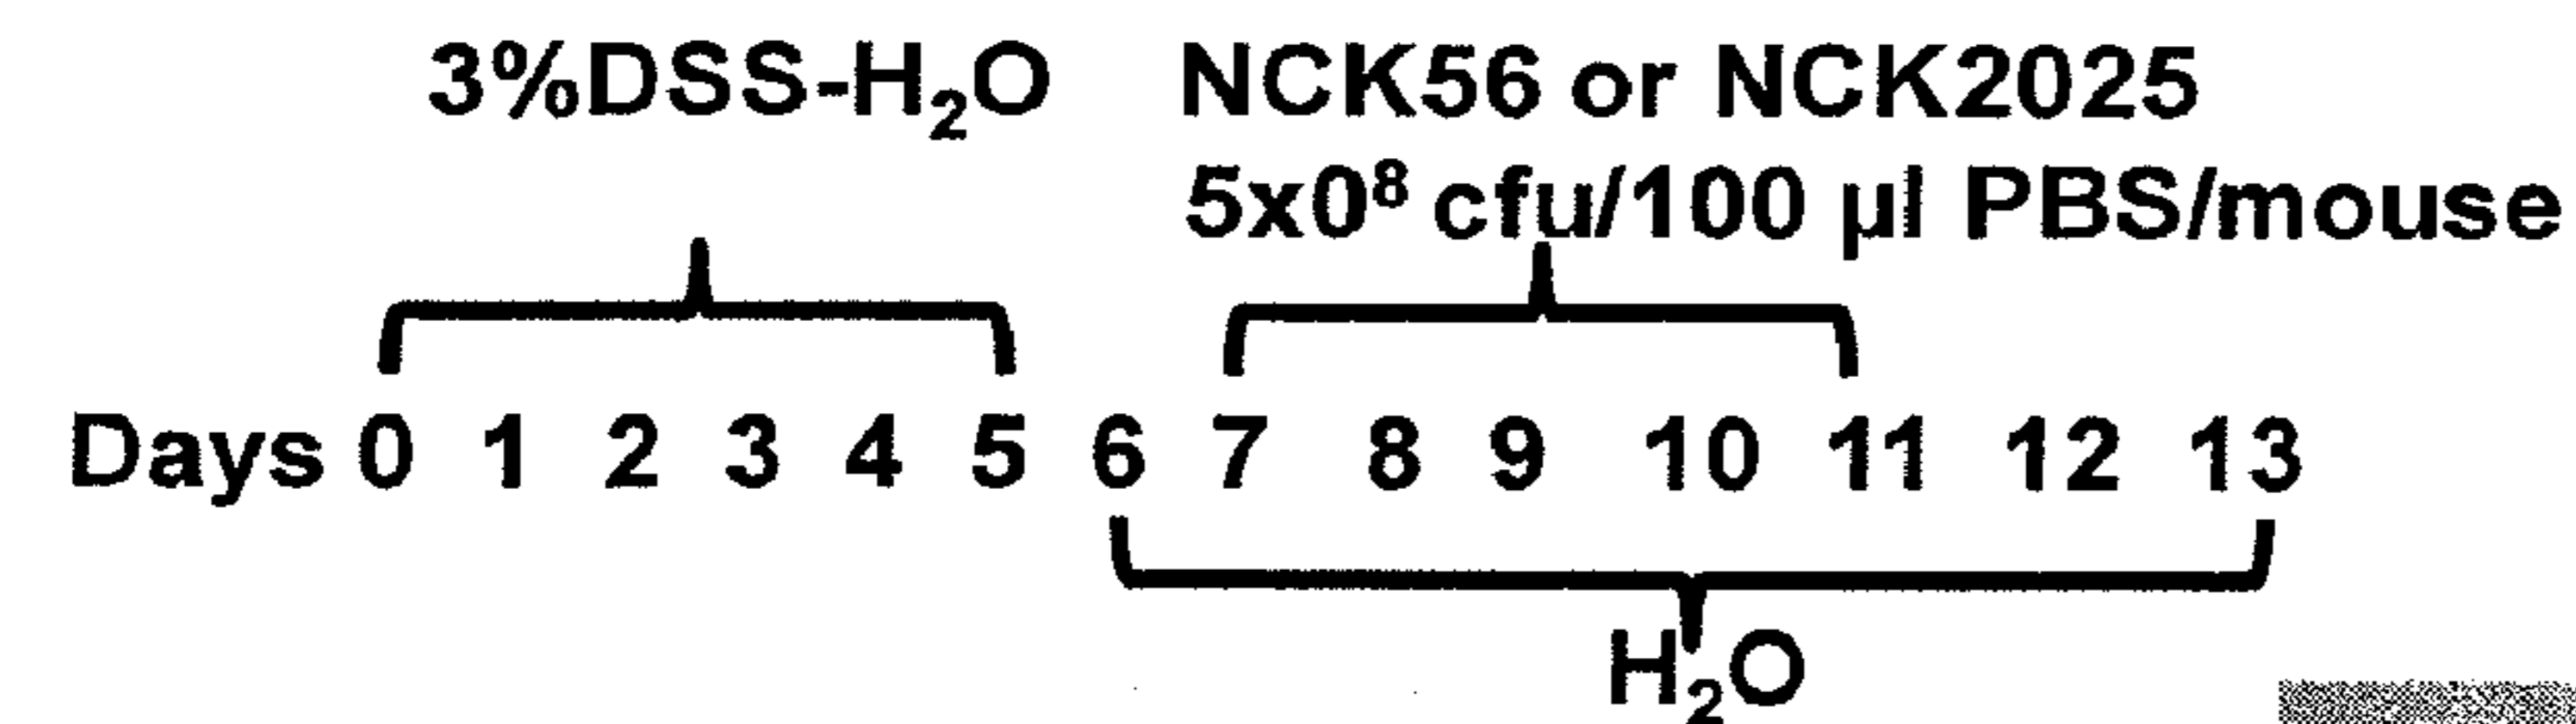 3%DSS-H₂O NCK56 or NCK2025
5x0⁸ cfu/100 µl PBS/mouse
Days 0 1 2 3 4 5 6 7 8 9 10 11 12 13
H₂O